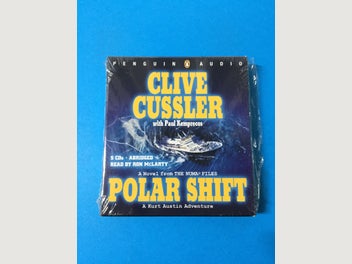 PENGUIN AUDIO
CLIVE
CUSSLER
with Paul Kemprecos
5 CDs · ABRIDGED
READ BY RON McLARTY
A Novel from THE NUMA® FILES
POLAR SHIFT
A Kurt Austin Adventure